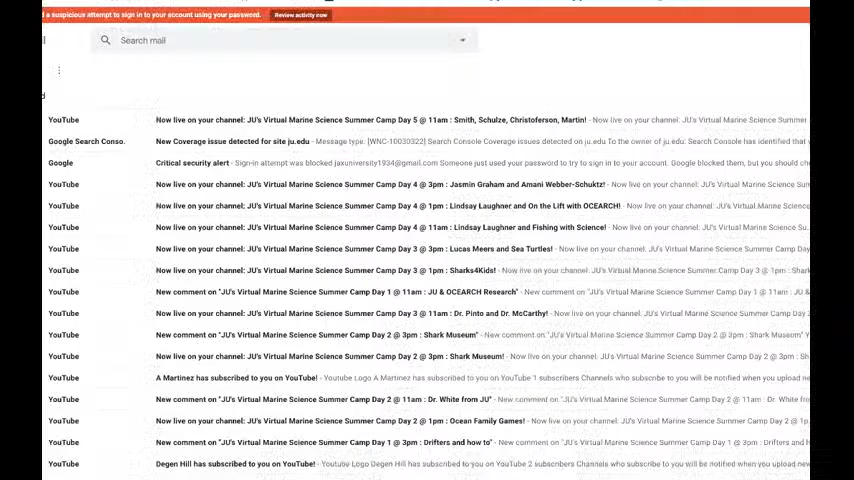 d a suspicious attempt to sign in to your account using your password. Review activity now
il Search mail
d
YouTube Now live on your channel: JU's Virtual Marine Science Summer Camp Day 5 @ 11am : Smith, Schulze, Christoferson, Martin! - Now live on your channel: JU's Virtual Marine Summer
Google Search Conso. New Coverage issue detected for site ju.edu - Message type: [WNC-10030322] Search Console Coverage issues detected on ju.edu To the owner of ju.edu: Search Console has identified that
Google Critical security alert - Sign-in attempt was blocked jaxuniversity1934@gmail.com Someone just used your password to try to sign in to your account. Google blocked them, but you should che
YouTube Now live on your channel: JU's Virtual Marine Science Summer Camp Day 4 @ 3pm : Jasmin Graham and Amani Webber-Schuktz! - Now live on your channel: JU's Virtual Marine Science Sum
YouTube Now live on your channel: JU's Virtual Marine Science Summer Camp Day 4 @ 1pm : Lindsay Laughner and On the Lift with OCEARCH! - Now live on your channel: JU's Virtual Marine Science
YouTube Now live on your channel: JU's Virtual Marine Science Summer Camp Day 4 @ 11am : Lindsay Laughner and Fishing with Science! - Now live on your channel: JU's Virtual Marine Science Su
YouTube Now live on your channel: JU's Virtual Marine Science Summer Camp Day 3 @ 3pm : Lucas Meers and Sea Turtles! - Now live on your channel: JU's Virtual Marine Science Summer Camp Day
YouTube Now live on your channel: JU's Virtual Marine Science Summer Camp Day 3 @ 1pm : Sharks4Kids! - Now live on your channel: JU's Virtual Marine Science Summer Camp Day 3 @ 1pm : Shark
YouTube New comment on "JU's Virtual Marine Science Summer Camp Day 1 @ 11am : JU & OCEARCH Research" - New comment on "JU's Virtual Marine Science Summer Camp Day 1 @ 11am : JU &
YouTube Now live on your channel: JU's Virtual Marine Science Summer Camp Day 3 @ 11am : Dr. Pinto and Dr. McCarthy! - Now live on your channel: JU's Virtual Marine Science Summer Camp Day 3
YouTube New comment on "JU's Virtual Marine Science Summer Camp Day 2 @ 3pm : Shark Museum" - New comment on "JU's Virtual Marine Science Summer Camp Day 2 @ 3pm : Shark Museum" Y
YouTube Now live on your channel: JU's Virtual Marine Science Summer Camp Day 2 @ 3pm : Shark Museum! - Now live on your channel: JU's Virtual Marine Science Summer Camp Day 2 @ 3pm : Sh
YouTube A Martinez has subscribed to you on YouTube! - Youtube Logo A Martinez has subscribed to you on YouTube 1 subscribers Channels who subscribe to you will be notified when you upload new
YouTube New comment on "JU's Virtual Marine Science Summer Camp Day 2 @ 11am : Dr. White from JU" - New comment on "JU's Virtual Marine Science Summer Camp Day 2 @ 11am : Dr. White fro
YouTube Now live on your channel: JU's Virtual Marine Science Summer Camp Day 2 @ 1pm : Ocean Family Games! - Now live on your channel: JU's Virtual Marine Science Summer Camp Day 2 @ 1p
YouTube New comment on "JU's Virtual Marine Science Summer Camp Day 1 @ 3pm : Drifters and how to" - New comment on "JU's Virtual Marine Science Summer Camp Day 1 @ 3pm : Drifters and h
YouTube Degen Hill has subscribed to you on YouTube! - Youtube Logo Degen Hill has subscribed to you on YouTube 2 subscribers Channels who subscribe to you will be notified when you upload new